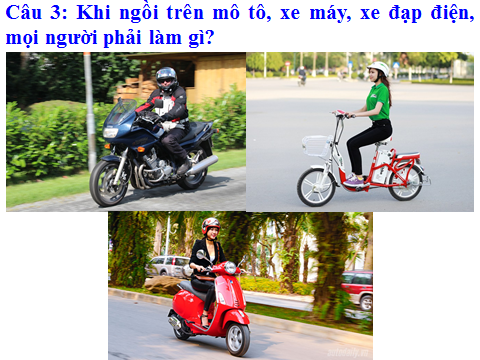 Câu 3: Khi ngồi trên mô tô, xe máy, xe đạp điện,
mọi người phải làm gì?